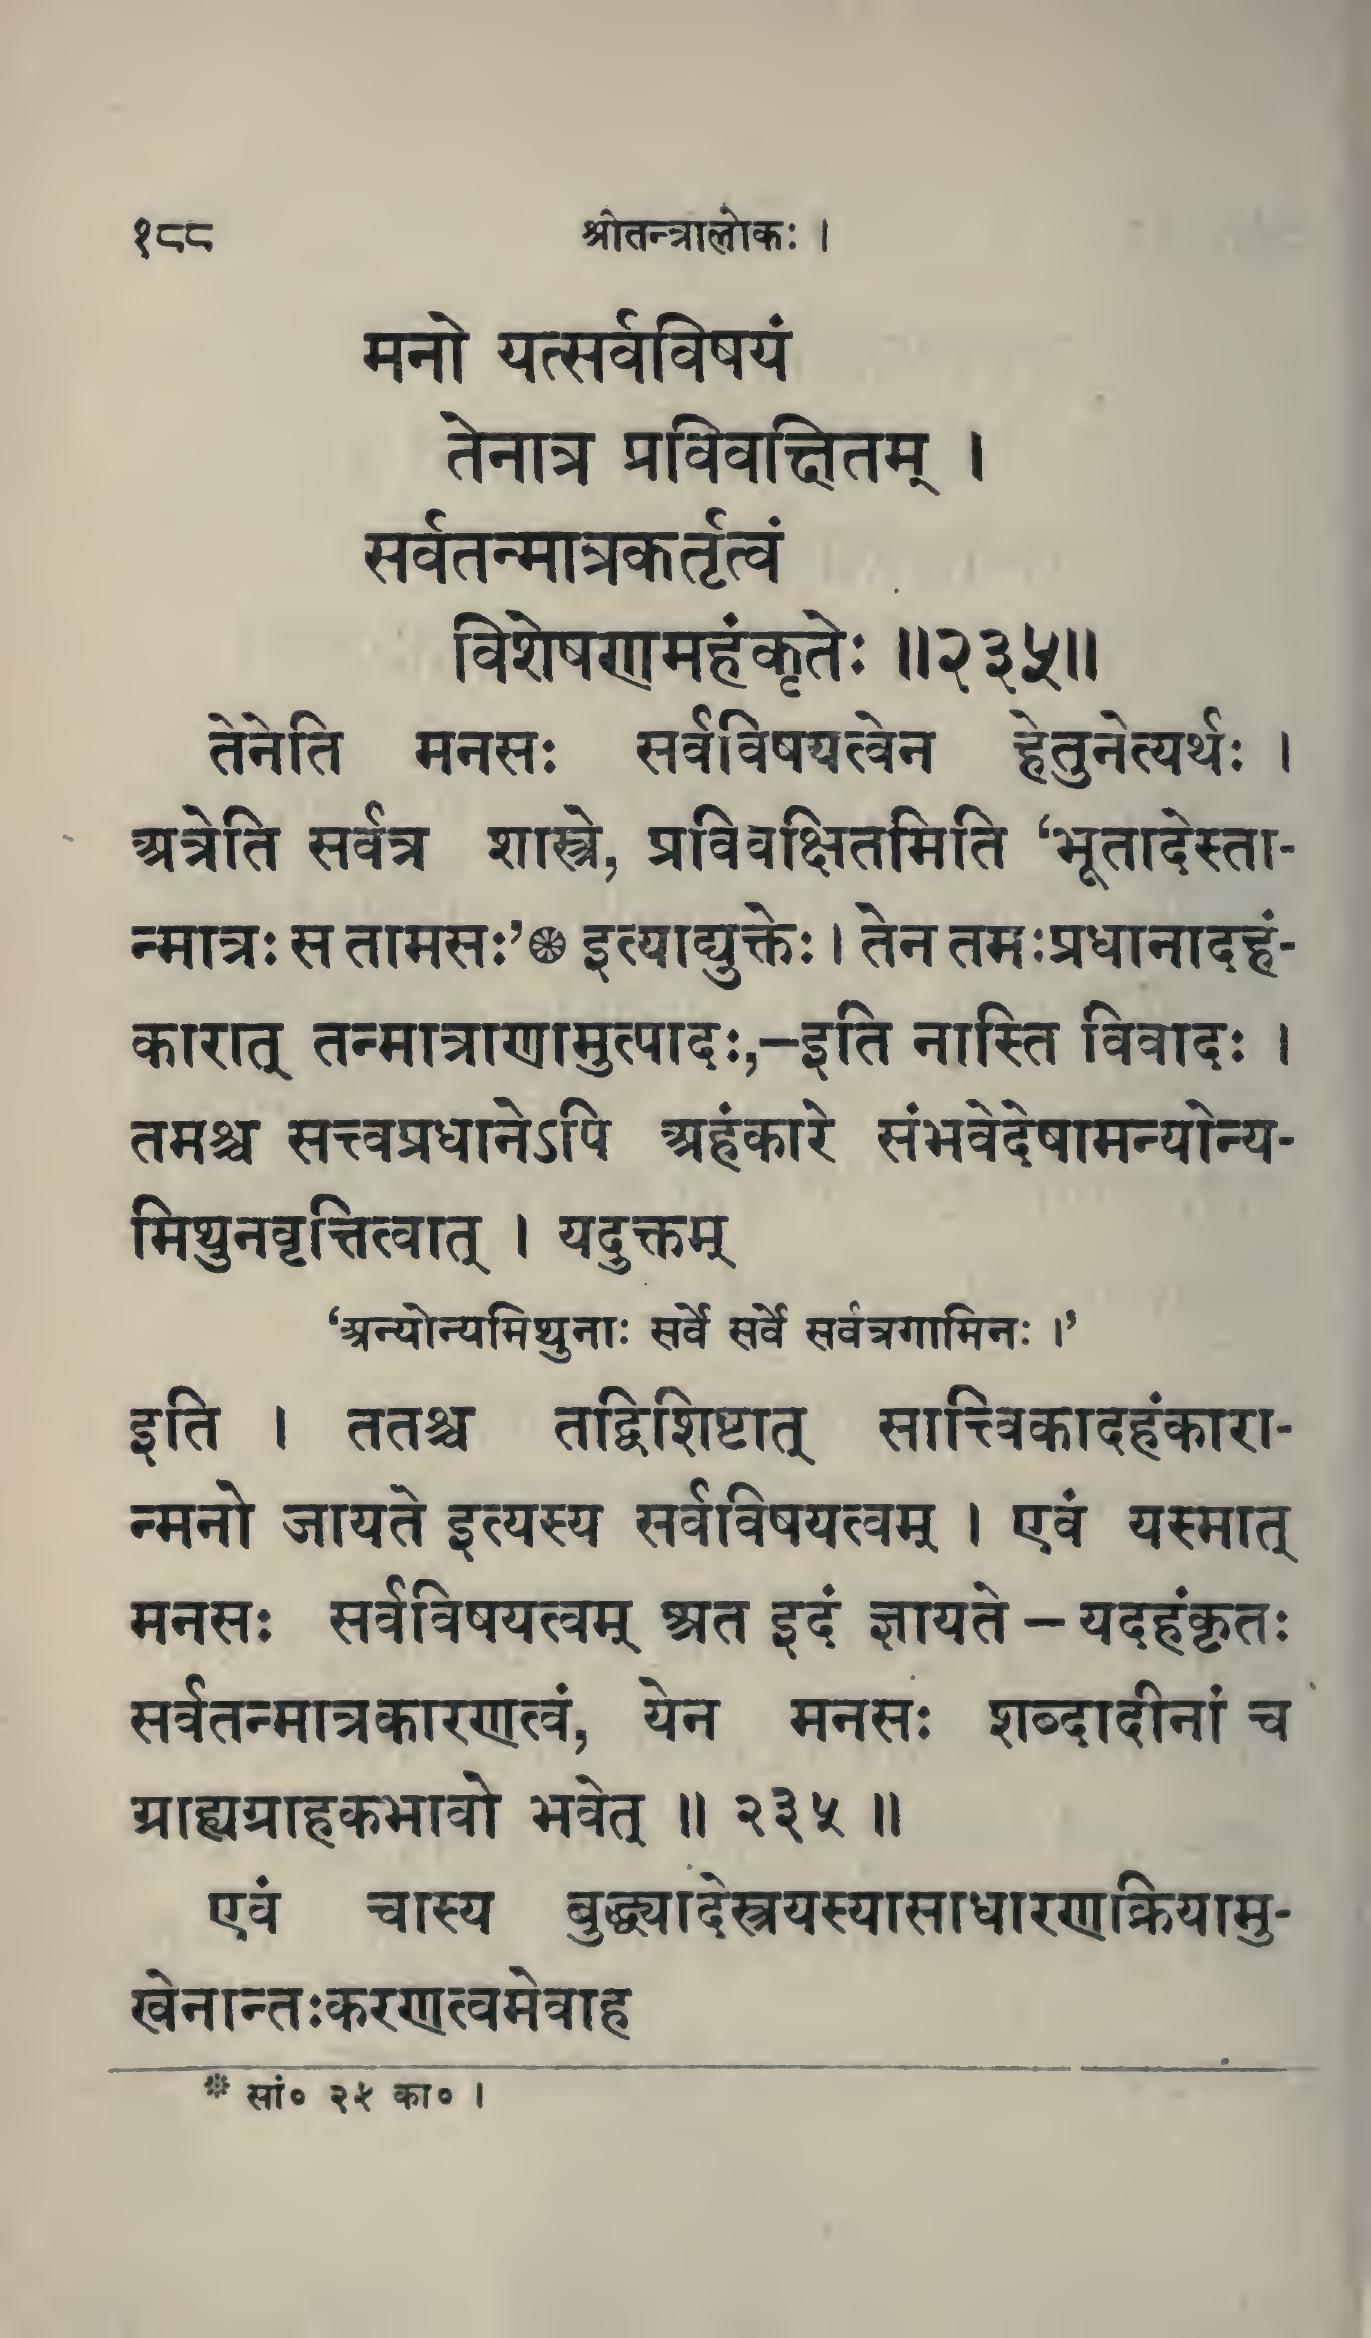 १८८ श्रीतन्त्रालोकः ।
मनो यत्सर्वविषयं
तेनात्र प्रविवक्षितम् ।
सर्वतन्मात्रकर्तृत्वं
विशेषणमहंकृतेः ॥२३५॥
तेनेति मनसः सर्वविषयत्वेन हेतुनेत्यर्थः ।
अत्रेति सर्वत्र शास्त्रे, प्रविवक्षितमिति ‘भूतादेस्ता-
न्मात्रः स तामसः’❊ इत्याद्युक्तेः । तेन तमःप्रधानादहं-
कारात् तन्मात्राणामुत्पादः,—इति नास्ति विवादः ।
तमश्च सत्त्वप्रधानेऽपि अहंकारे संभवेदेषामन्योन्य-
मिथुनवृत्तित्वात् । यदुक्तम्
‘अन्योन्यमिथुनाः सर्वे सर्वे सर्वत्रगामिनः ।’
इति । ततश्च तद्विशिष्टात् सात्त्विकादहंकारा-
न्मनो जायते इत्यस्य सर्वविषयत्वम् । एवं यस्मात्
मनसः सर्वविषयत्वम् अत इदं ज्ञायते — यदहंकृतः
सर्वतन्मात्रकारणत्वं, येन मनसः शब्दादीनां च
ग्राह्यग्राहकभावो भवेत् ॥ २३५ ॥
एवं चास्य बुद्ध्यादेस्त्रयस्यासाधारणक्रियामु-
खेनान्तःकरणत्वमेवाह
❊ सां० २५ का० ।